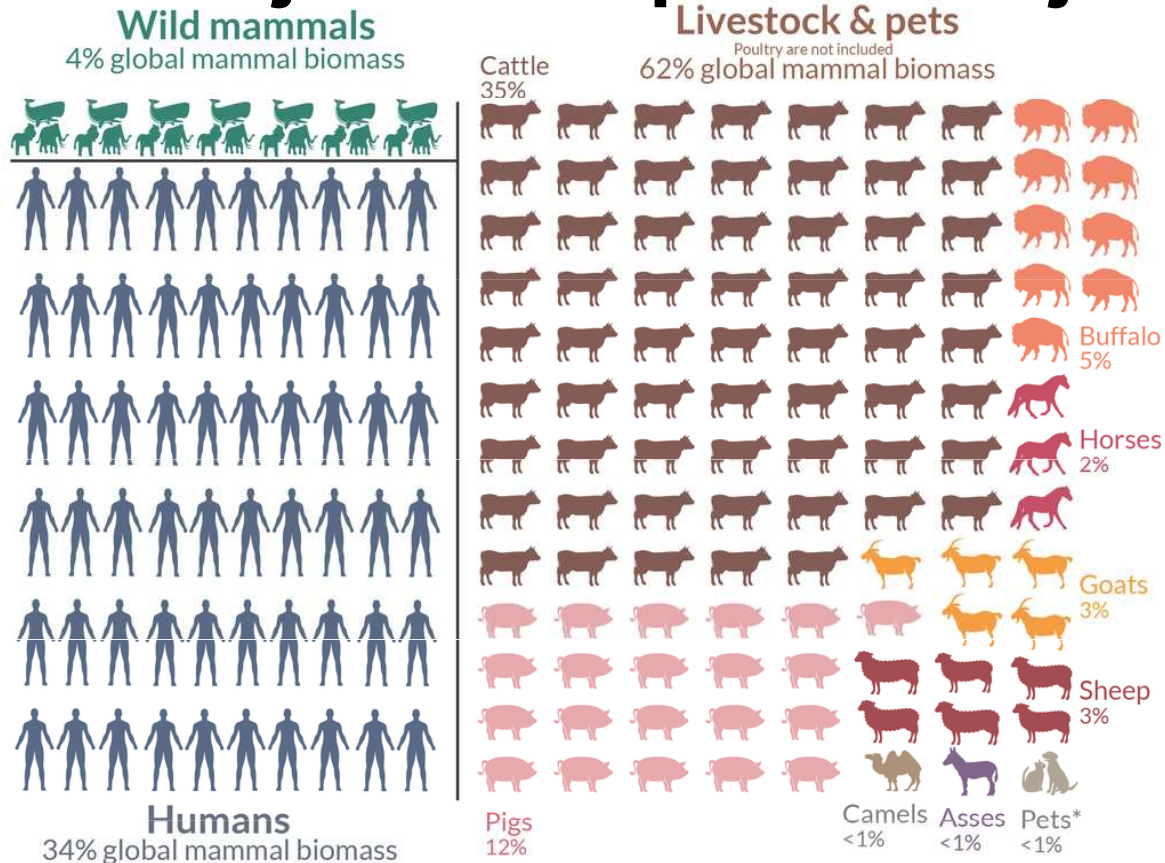 Wild mammals
4% global mammal biomass
Livestock & pets
Poultry are not included
62% global mammal biomass
Cattle
35%
Buffalo
5%
Horses
2%
Goats
3%
Sheep
3%
Pigs
12%
Camels
<1%
Asses
<1%
Pets*
<1%
Humans
34% global mammal biomass